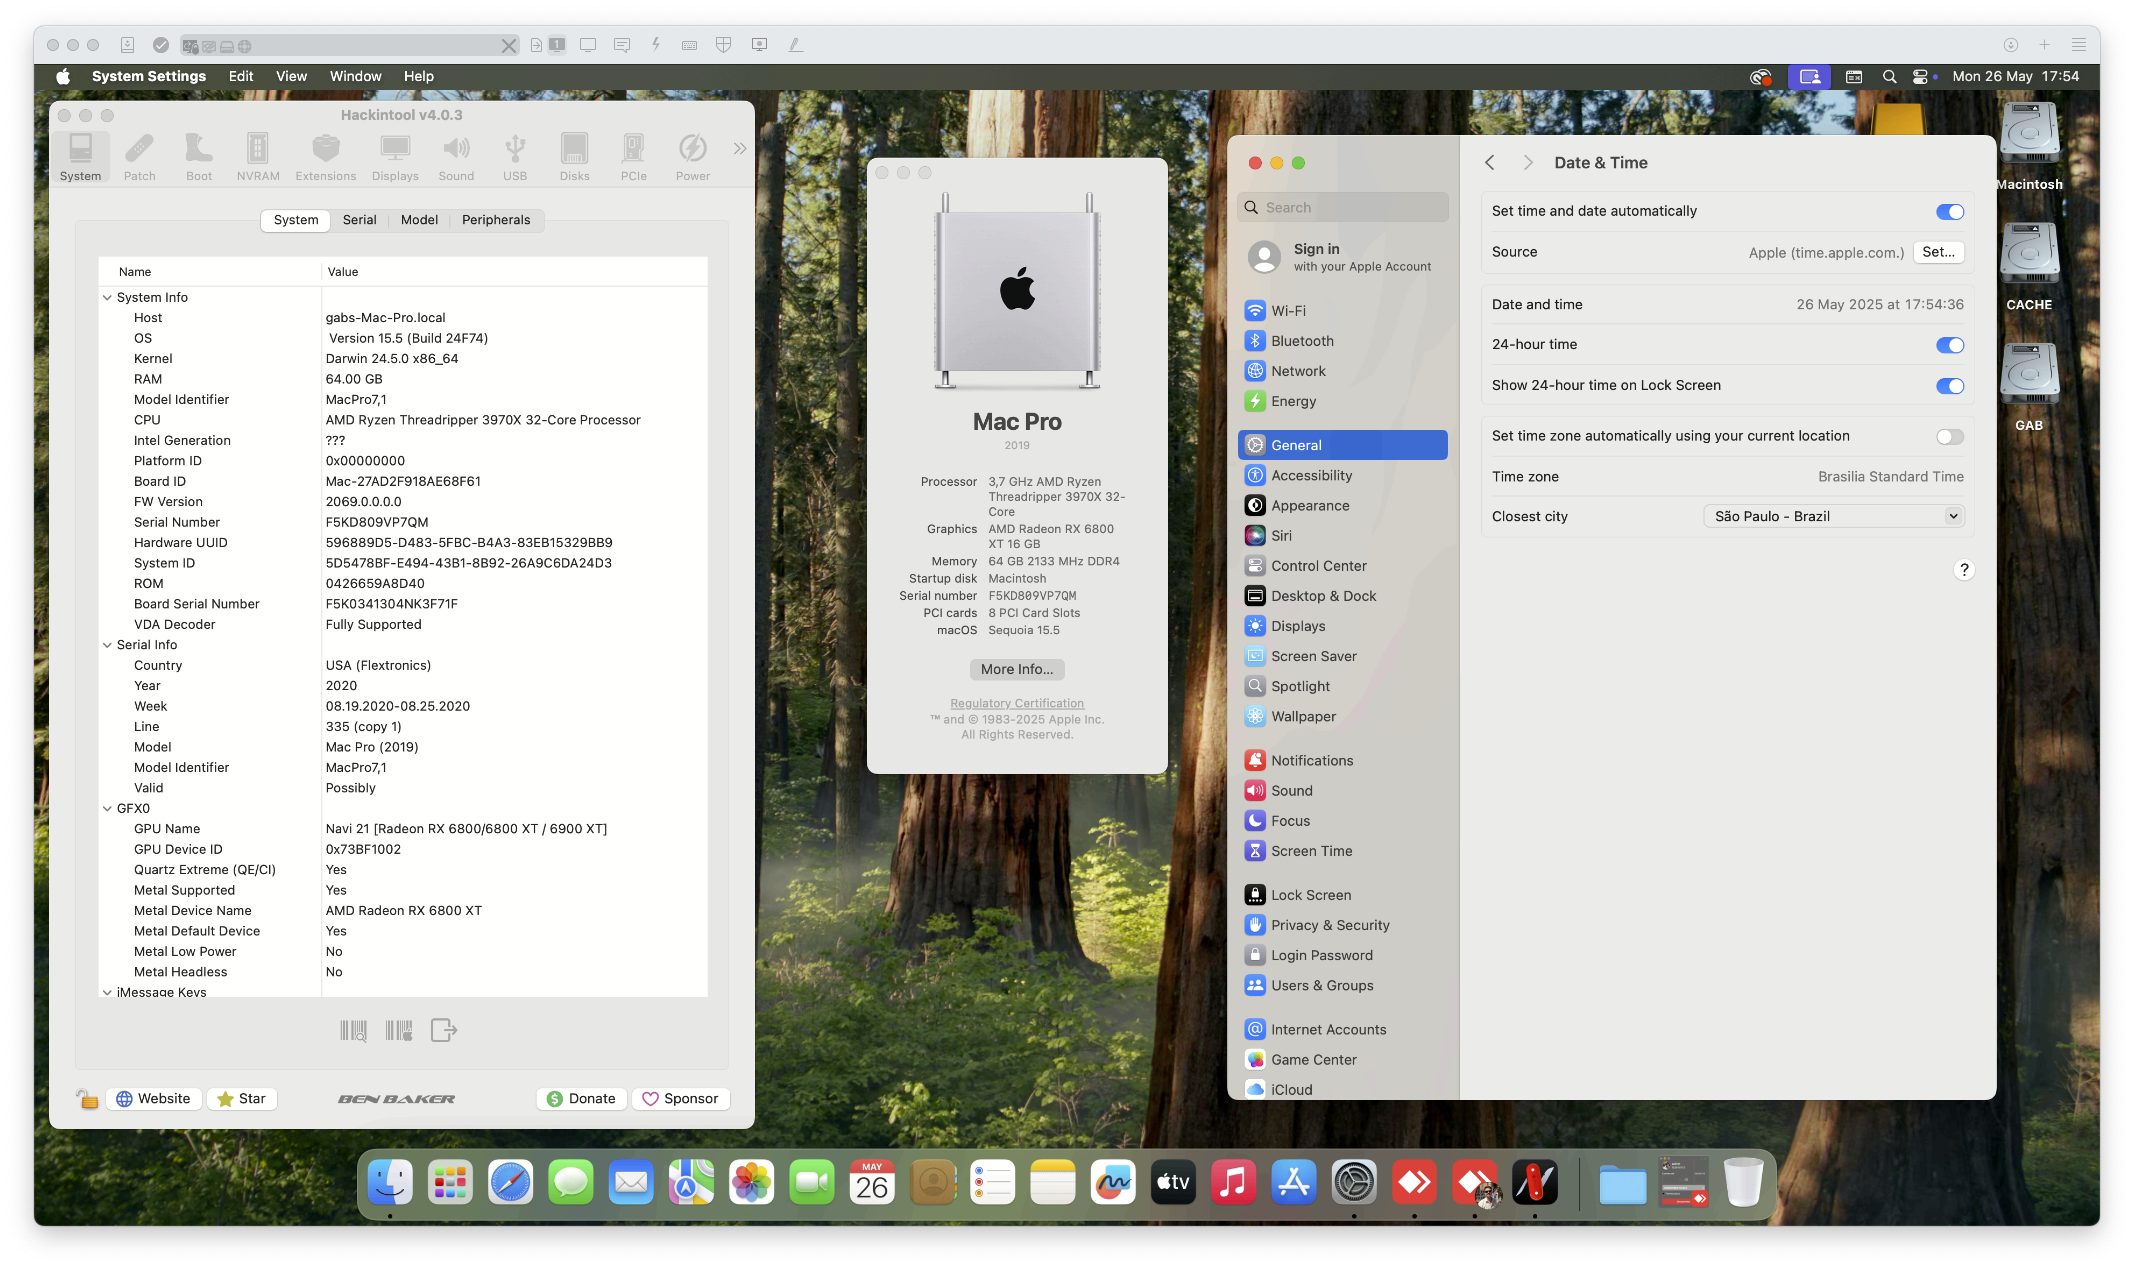 1
System Settings Edit View Window Help
Mon 26 May 17:54
Hackintool v4.0.3
System Patch Boot NVRAM Extensions Displays Sound USB Disks PCIe Power
System Serial Model Peripherals
Name Value
System Info
Host gabs-Mac-Pro.local
OS Version 15.5 (Build 24F74)
Kernel Darwin 24.5.0 x86_64
RAM 64.00 GB
Model Identifier MacPro7,1
CPU AMD Ryzen Threadripper 3970X 32-Core Processor
Intel Generation ???
Platform ID 0x00000000
Board ID Mac-27AD2F918AE68F61
FW Version 2069.0.0.0.0
Serial Number F5KD809VP7QM
Hardware UUID 596889D5-D483-5FBC-B4A3-83EB15329BB9
System ID 5D5478BF-E494-43B1-8B92-26A9C6DA24D3
ROM 0426659A8D40
Board Serial Number F5K0341304NK3F71F
VDA Decoder Fully Supported
Serial Info
Country USA (Flextronics)
Year 2020
Week 08.19.2020-08.25.2020
Line 335 (copy 1)
Model Mac Pro (2019)
Model Identifier MacPro7,1
Valid Possibly
GFX0
GPU Name Navi 21 [Radeon RX 6800/6800 XT / 6900 XT]
GPU Device ID 0x73BF1002
Quartz Extreme (QE/CI) Yes
Metal Supported Yes
Metal Device Name AMD Radeon RX 6800 XT
Metal Default Device Yes
Metal Low Power No
Metal Headless No
iMessage Keys
Website Star BEN BAKER Donate Sponsor
Mac Pro
2019
Processor 3,7 GHz AMD Ryzen
Threadripper 3970X 32-
Core
Graphics AMD Radeon RX 6800
XT 16 GB
Memory 64 GB 2133 MHz DDR4
Startup disk Macintosh
Serial number F5KD809VP7QM
PCI cards 8 PCI Card Slots
macOS Sequoia 15.5
More Info...
Regulatory Certification
™ and © 1983-2025 Apple Inc.
All Rights Reserved.
Search
Sign in
with your Apple Account
Wi-Fi
Bluetooth
Network
Energy
General
Accessibility
Appearance
Siri
Control Center
Desktop & Dock
Displays
Screen Saver
Spotlight
Wallpaper
Notifications
Sound
Focus
Screen Time
Lock Screen
Privacy & Security
Login Password
Users & Groups
Internet Accounts
Game Center
iCloud
Date & Time
Set time and date automatically
Source Apple (time.apple.com.) Set...
Date and time 26 May 2025 at 17:54:36
24-hour time
Show 24-hour time on Lock Screen
Set time zone automatically using your current location
Time zone Brasilia Standard Time
Closest city São Paulo - Brazil
?
Macintosh
CACHE
GAB
MAY
26
tv